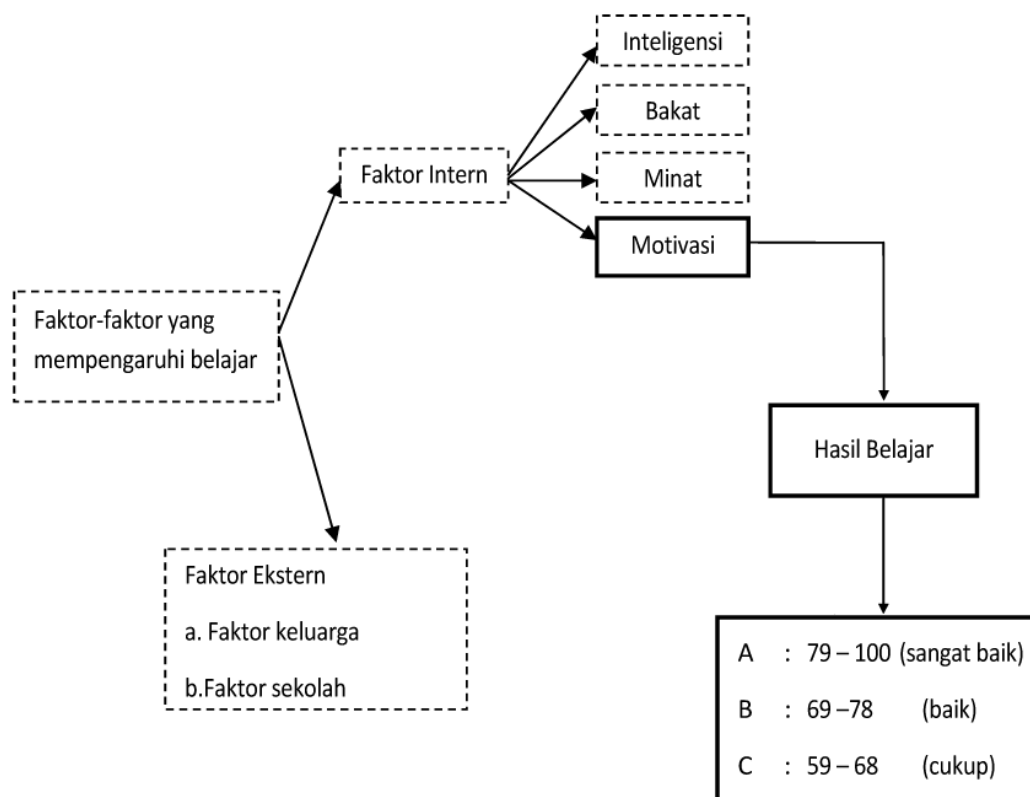 Inteligensi
Bakat
Faktor Intern
Minat
Motivasi
Faktor-faktor yang
mempengaruhi belajar
Hasil Belajar
Faktor Ekstern
a. Faktor keluarga
b.Faktor sekolah
A : 79 – 100 (sangat baik)
B : 69 –78 (baik)
C : 59 – 68 (cukup)